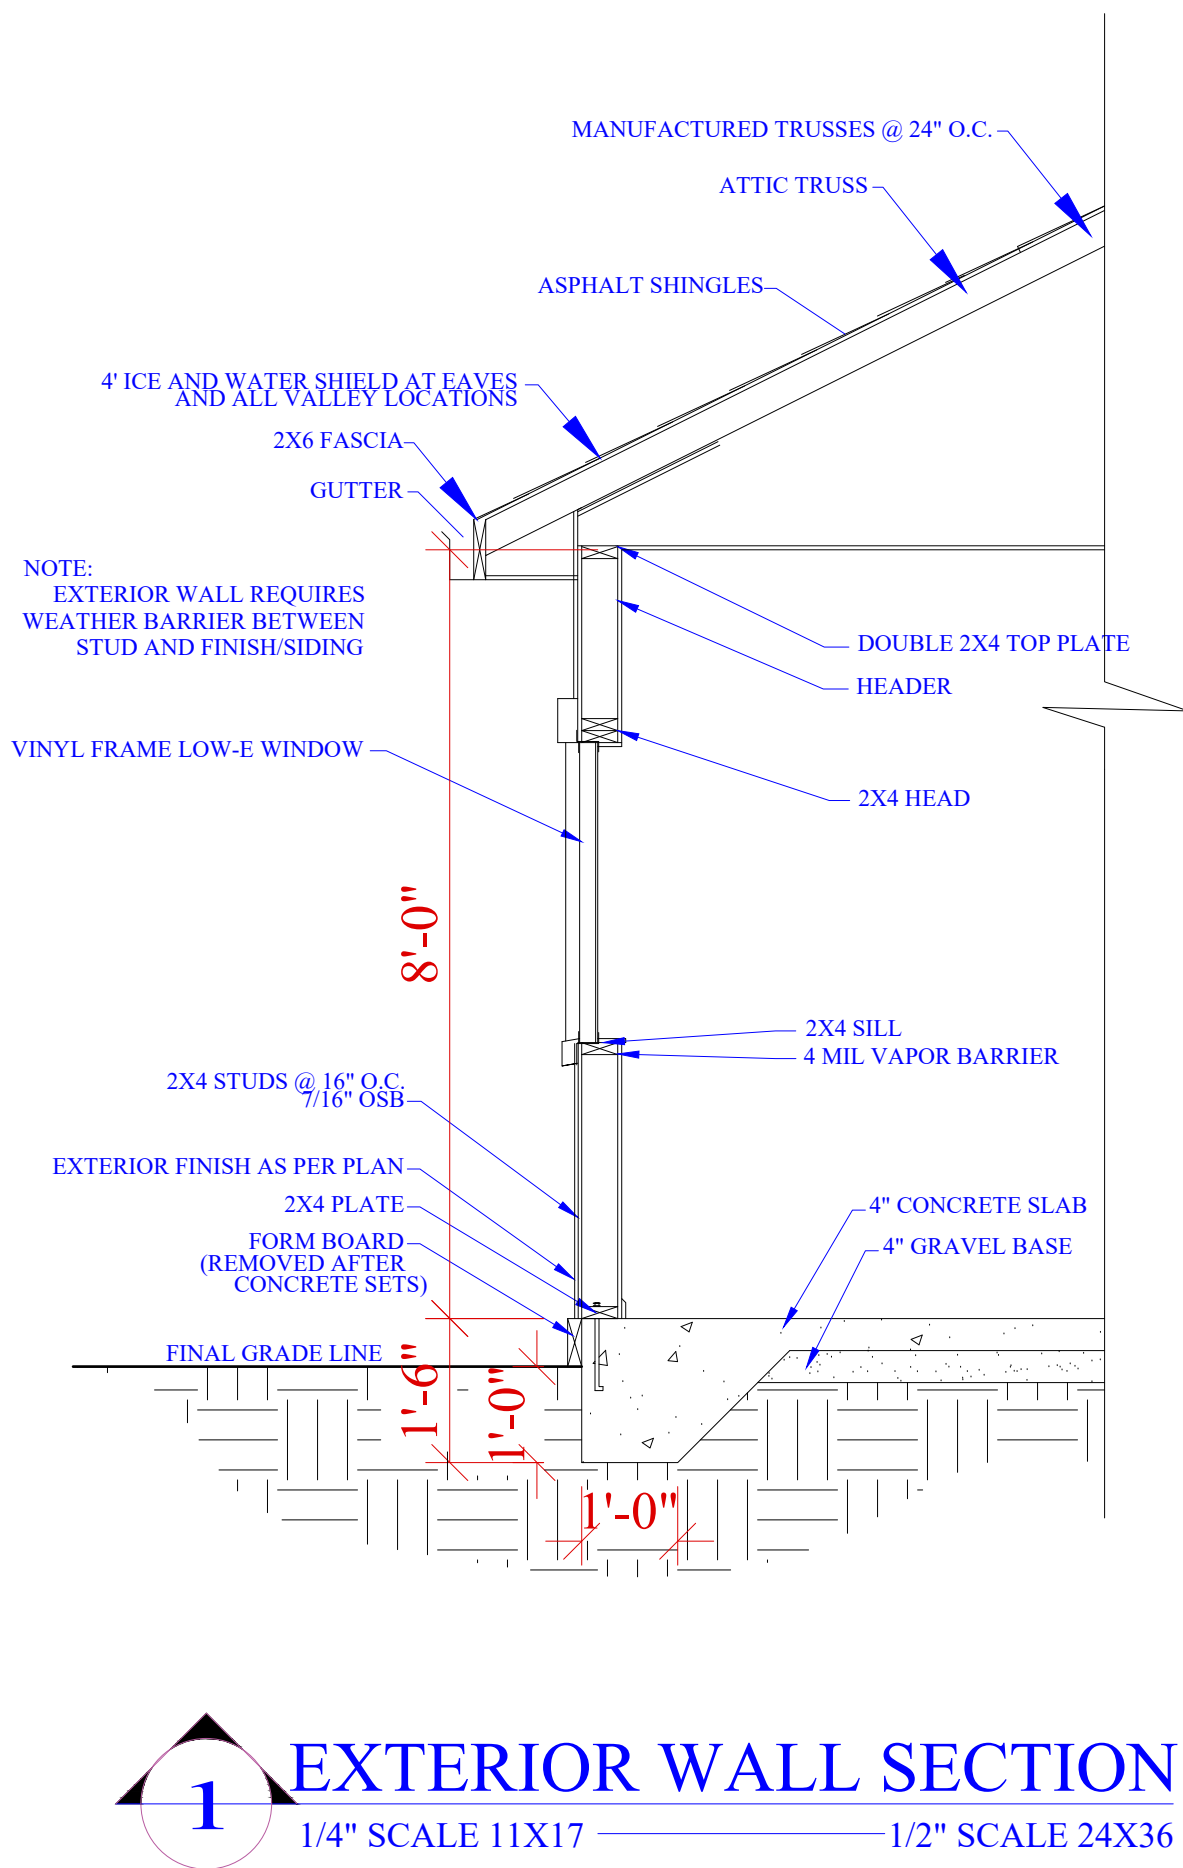 MANUFACTURED TRUSSES @ 24" O.C.
ATTIC TRUSS
ASPHALT SHINGLES
4' ICE AND WATER SHIELD AT EAVES
AND ALL VALLEY LOCATIONS
2X6 FASCIA
GUTTER
NOTE:
EXTERIOR WALL REQUIRES
WEATHER BARRIER BETWEEN
STUD AND FINISH/SIDING
DOUBLE 2X4 TOP PLATE
HEADER
VINYL FRAME LOW-E WINDOW
2X4 HEAD
8'-0"
2X4 SILL
4 MIL VAPOR BARRIER
2X4 STUDS @ 16" O.C.
7/16" OSB
EXTERIOR FINISH AS PER PLAN
2X4 PLATE
FORM BOARD
(REMOVED AFTER
CONCRETE SETS)
4" CONCRETE SLAB
4" GRAVEL BASE
FINAL GRADE LINE
1'-6"
1'-0"
1'-0"
1
EXTERIOR WALL SECTION
1/4" SCALE 11X17
1/2" SCALE 24X36